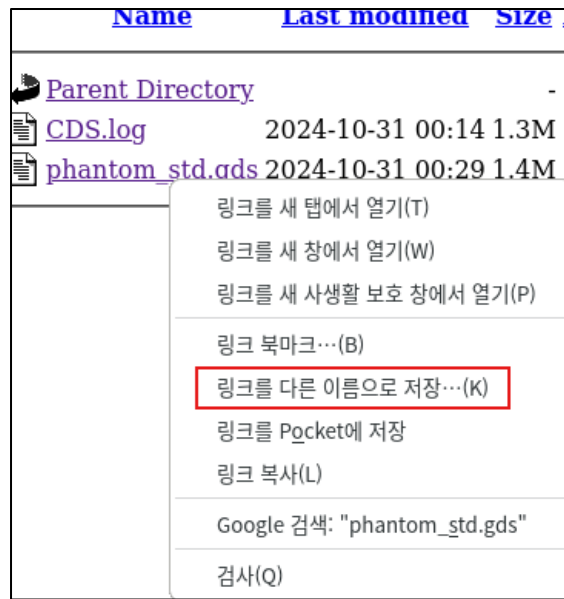 Name Last modified Size
Parent Directory -
CDS.log 2024-10-31 00:14 1.3M
phantom_std.gds 2024-10-31 00:29 1.4M
링크를 새 탭에서 열기(T)
링크를 새 창에서 열기(W)
링크를 새 사생활 보호 창에서 열기(P)
링크 북마크…(B)
링크를 다른 이름으로 저장…(K)
링크를 Pocket에 저장
링크 복사(L)
Google 검색: "phantom_std.gds"
검사(Q)